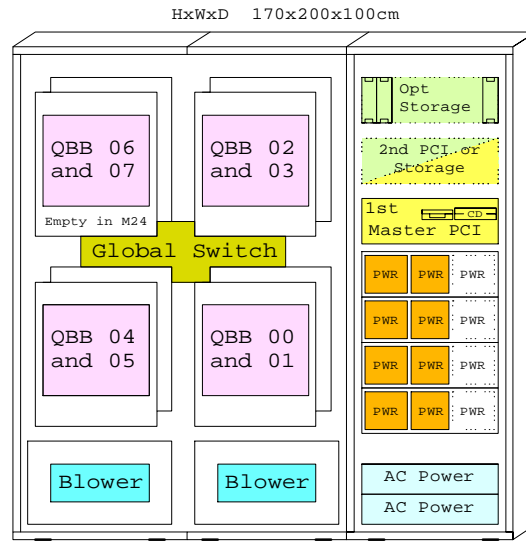 HxWxD 170x200x100cm
QBB 06
and 07
Empty in M24
QBB 02
and 03
Global Switch
QBB 04
and 05
QBB 00
and 01
Blower
Blower
Opt
Storage
2nd PCI or
Storage
1st
CD
Master PCI
PWR PWR PWR
PWR PWR PWR
PWR PWR PWR
PWR PWR PWR
AC Power
AC Power